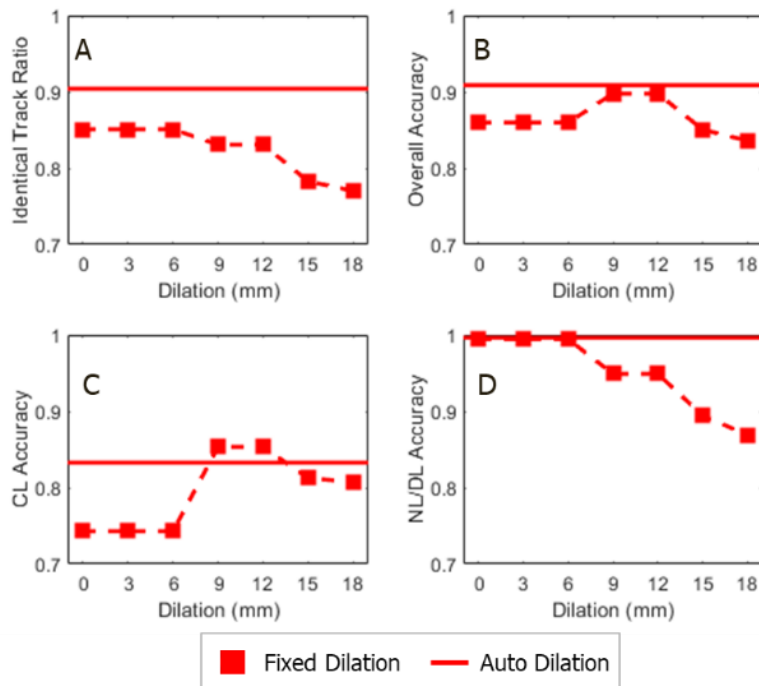 A
Identical Track Ratio
1
0.9
0.8
0.7
0 3 6 9 12 15 18
Dilation (mm)
B
Overall Accuracy
1
0.9
0.8
0.7
0 3 6 9 12 15 18
Dilation (mm)
C
CL Accuracy
1
0.9
0.8
0.7
0 3 6 9 12 15 18
Dilation (mm)
D
NL/DL Accuracy
1
0.9
0.8
0.7
0 3 6 9 12 15 18
Dilation (mm)
Fixed Dilation Auto Dilation